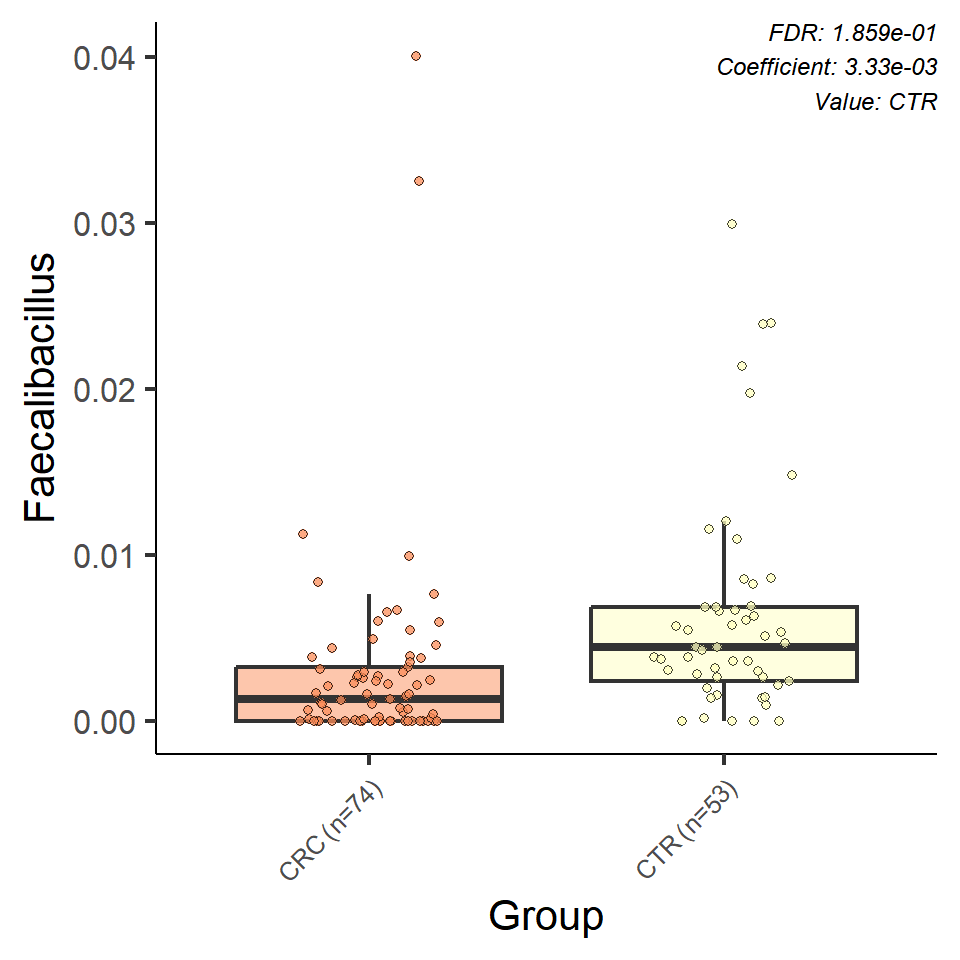 FDR: 1.859e-01
Coefficient: 3.33e-03
Value: CTR
0.04
0.03
0.02
0.01
0.00
Faecalibacillus
CRC (n=74)
CTR (n=53)
Group